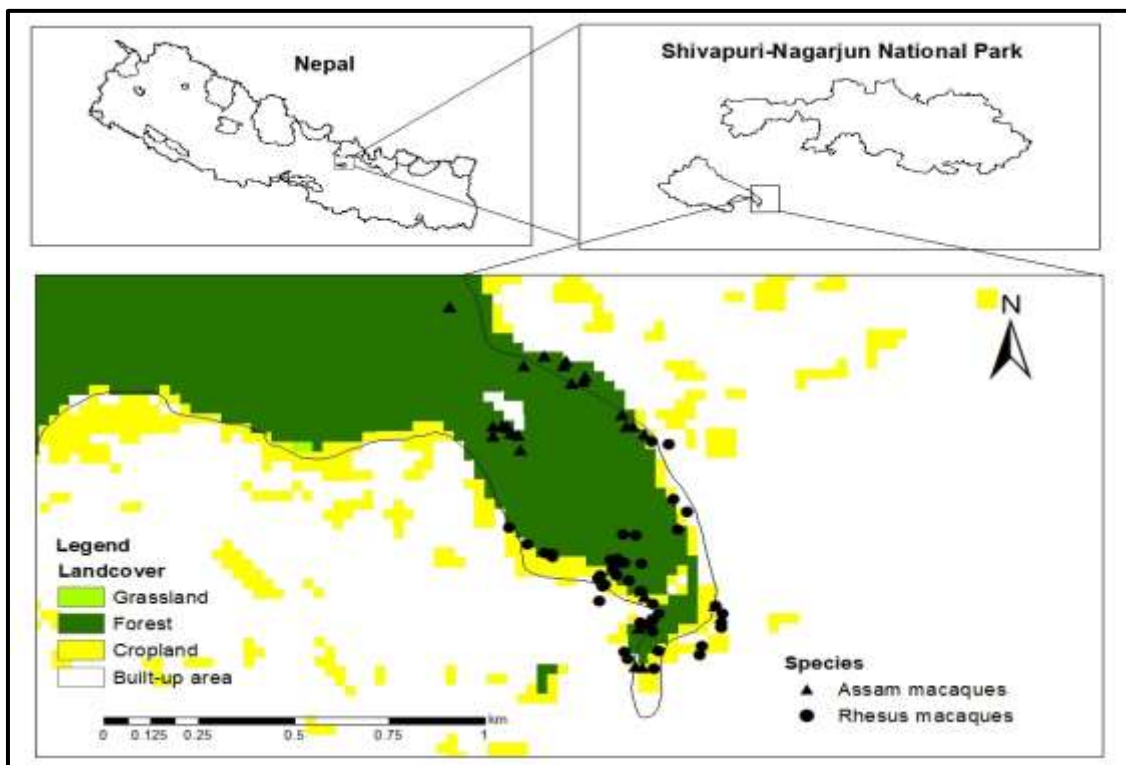 Nepal
Shivapuri-Nagarjun National Park
N
Legend
Landcover
Grassland
Forest
Cropland
Built-up area
Species
Assam macaques
Rhesus macaques
km
0 0.125 0.25 0.5 0.75 1